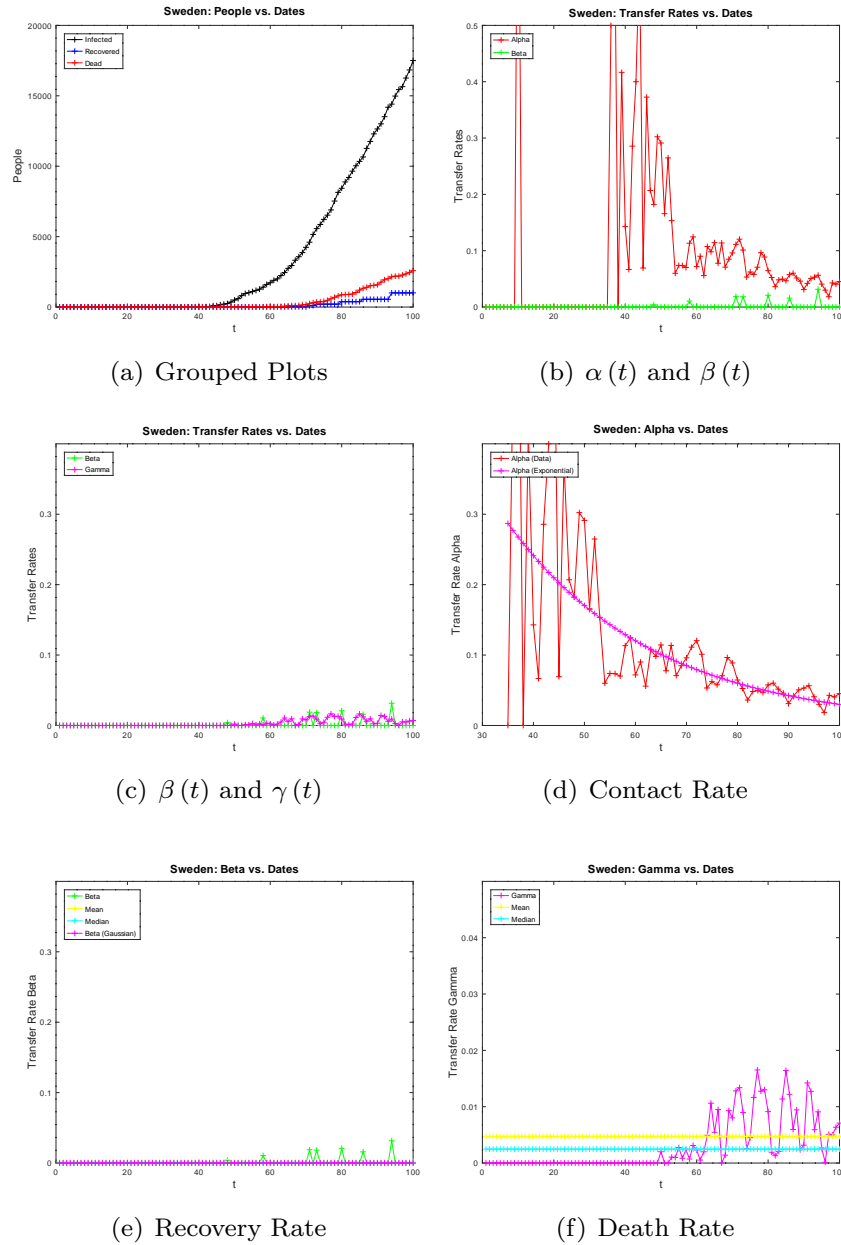 Sweden: People vs. Dates
20000
15000
10000
5000
0
0 20 40 60 80 100
People
t
Infected
Recovered
Dead
(a) Grouped Plots
Sweden: Transfer Rates vs. Dates
0.5
0.4
0.3
0.2
0.1
0
0 20 40 60 80 100
Transfer Rates
t
Alpha
Beta
(b) α (t) and β (t)
Sweden: Transfer Rates vs. Dates
0.3
0.2
0.1
0
0 20 40 60 80 100
Transfer Rates
t
Beta
Gamma
(c) β (t) and γ (t)
Sweden: Alpha vs. Dates
0.3
0.2
0.1
0
30 40 50 60 70 80 90 100
Transfer Rate Alpha
t
Alpha (Data)
Alpha (Exponential)
(d) Contact Rate
Sweden: Beta vs. Dates
0.3
0.2
0.1
0
0 20 40 60 80 100
Transfer Rate Beta
t
Beta
Mean
Median
Beta (Gaussian)
(e) Recovery Rate
Sweden: Gamma vs. Dates
0.04
0.03
0.02
0.01
0
0 20 40 60 80 100
Transfer Rate Gamma
t
Gamma
Mean
Median
(f) Death Rate